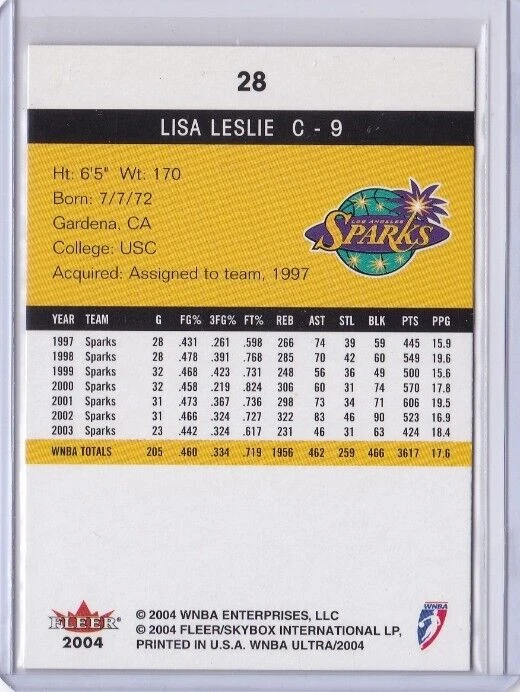 28
LISA LESLIE C - 9
Ht: 6'5" Wt: 170
Born: 7/7/72
Gardena, CA
College: USC
Acquired: Assigned to team, 1997
LOS ANGELES
SPARKS
YEAR TEAM G FG% 3FG% FT% REB AST STL BLK PTS PPG
1997 Sparks 28 .431 .261 .598 266 74 39 59 445 15.9
1998 Sparks 28 .478 .391 .768 285 70 42 60 549 19.6
1999 Sparks 32 .468 .423 .731 248 56 36 49 500 15.6
2000 Sparks 32 .458 .219 .824 306 60 31 74 570 17.8
2001 Sparks 31 .473 .367 .736 298 73 34 71 606 19.5
2002 Sparks 31 .466 .324 .727 322 83 46 90 523 16.9
2003 Sparks 23 .442 .324 .617 231 46 31 63 424 18.4
WNBA TOTALS 205 .460 .334 .719 1956 462 259 466 3617 17.6
FLEER®
2004
© 2004 WNBA ENTERPRISES, LLC
© 2004 FLEER/SKYBOX INTERNATIONAL LP,
PRINTED IN U.S.A. WNBA ULTRA/2004
WNBA